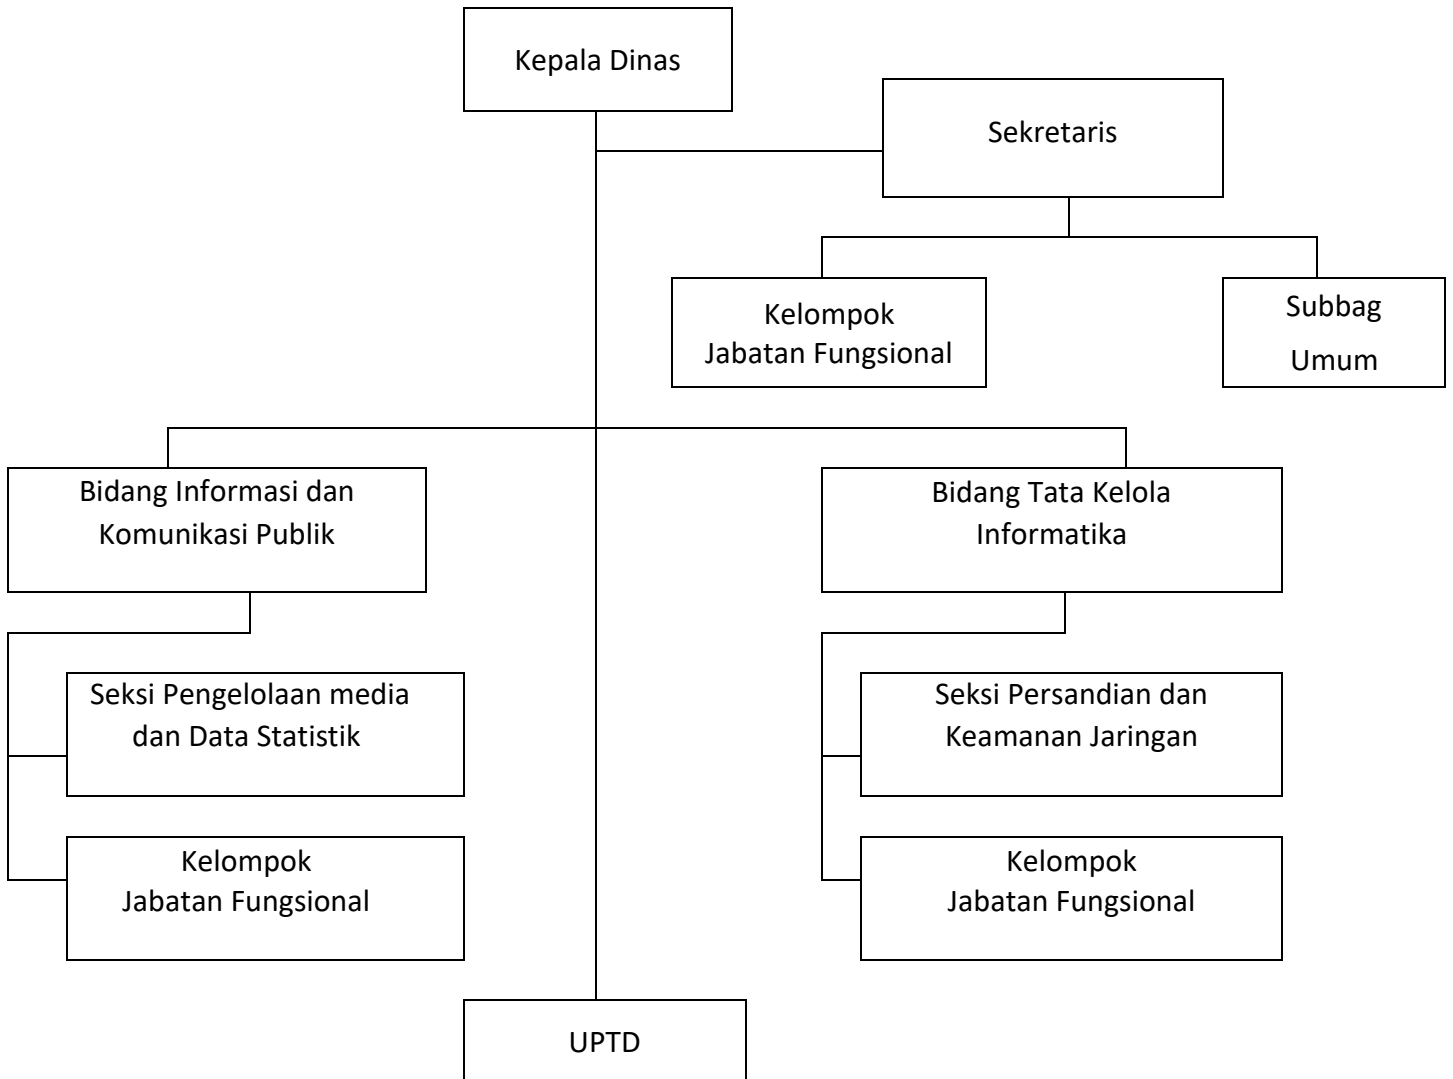 Kepala Dinas
Sekretaris
Kelompok
Jabatan Fungsional
Subbag
Umum
Bidang Informasi dan
Komunikasi Publik
Bidang Tata Kelola
Informatika
Seksi Pengelolaan media
dan Data Statistik
Seksi Persandian dan
Keamanan Jaringan
Kelompok
Jabatan Fungsional
Kelompok
Jabatan Fungsional
UPTD